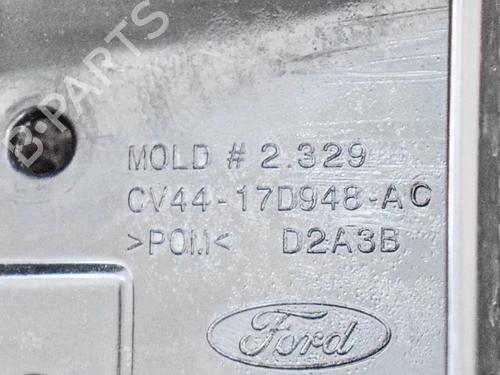 B-PARTS
MOLD # 2.329
CV44-17D948-AC
>POM< D2A3B
Ford